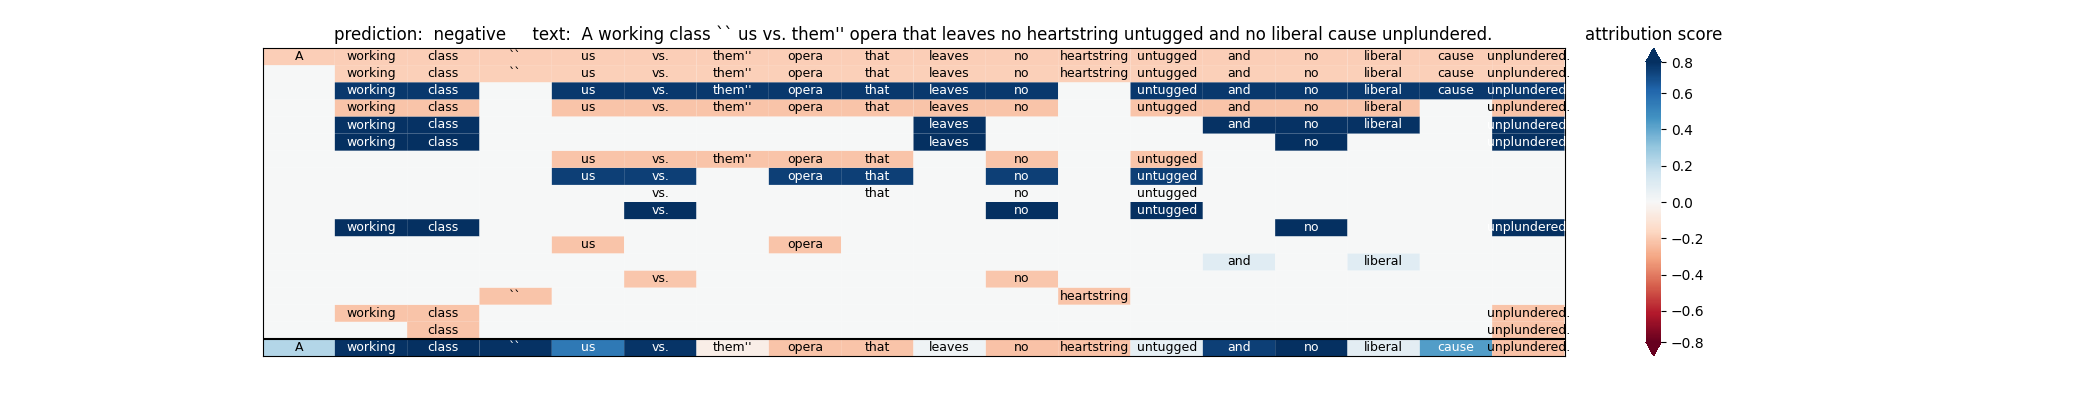 prediction: negative text: A working class `` us vs. them'' opera that leaves no heartstring untugged and no liberal cause unplundered. attribution score
A working class `` us vs. them'' opera that leaves no heartstring untugged and no liberal cause unplundered. 0.8
working class `` us vs. them'' opera that leaves no heartstring untugged and no liberal cause unplundered.
working class us vs. them'' opera that leaves no untugged and no liberal cause unplundered 0.6
working class us vs. them'' opera that leaves no untugged and no liberal unplundered.
working class leaves and no liberal unplundered 0.4
working class leaves no unplundered
us vs. them'' opera that no untugged 0.2
us vs. opera that no untugged
vs. that no untugged
vs. no untugged 0.0
working class no unplundered
us opera −0.2
and liberal
vs. no −0.4
`` heartstring
working class unplundered. −0.6
class unplundered.
A working class `` us vs. them'' opera that leaves no heartstring untugged and no liberal cause unplundered. −0.8